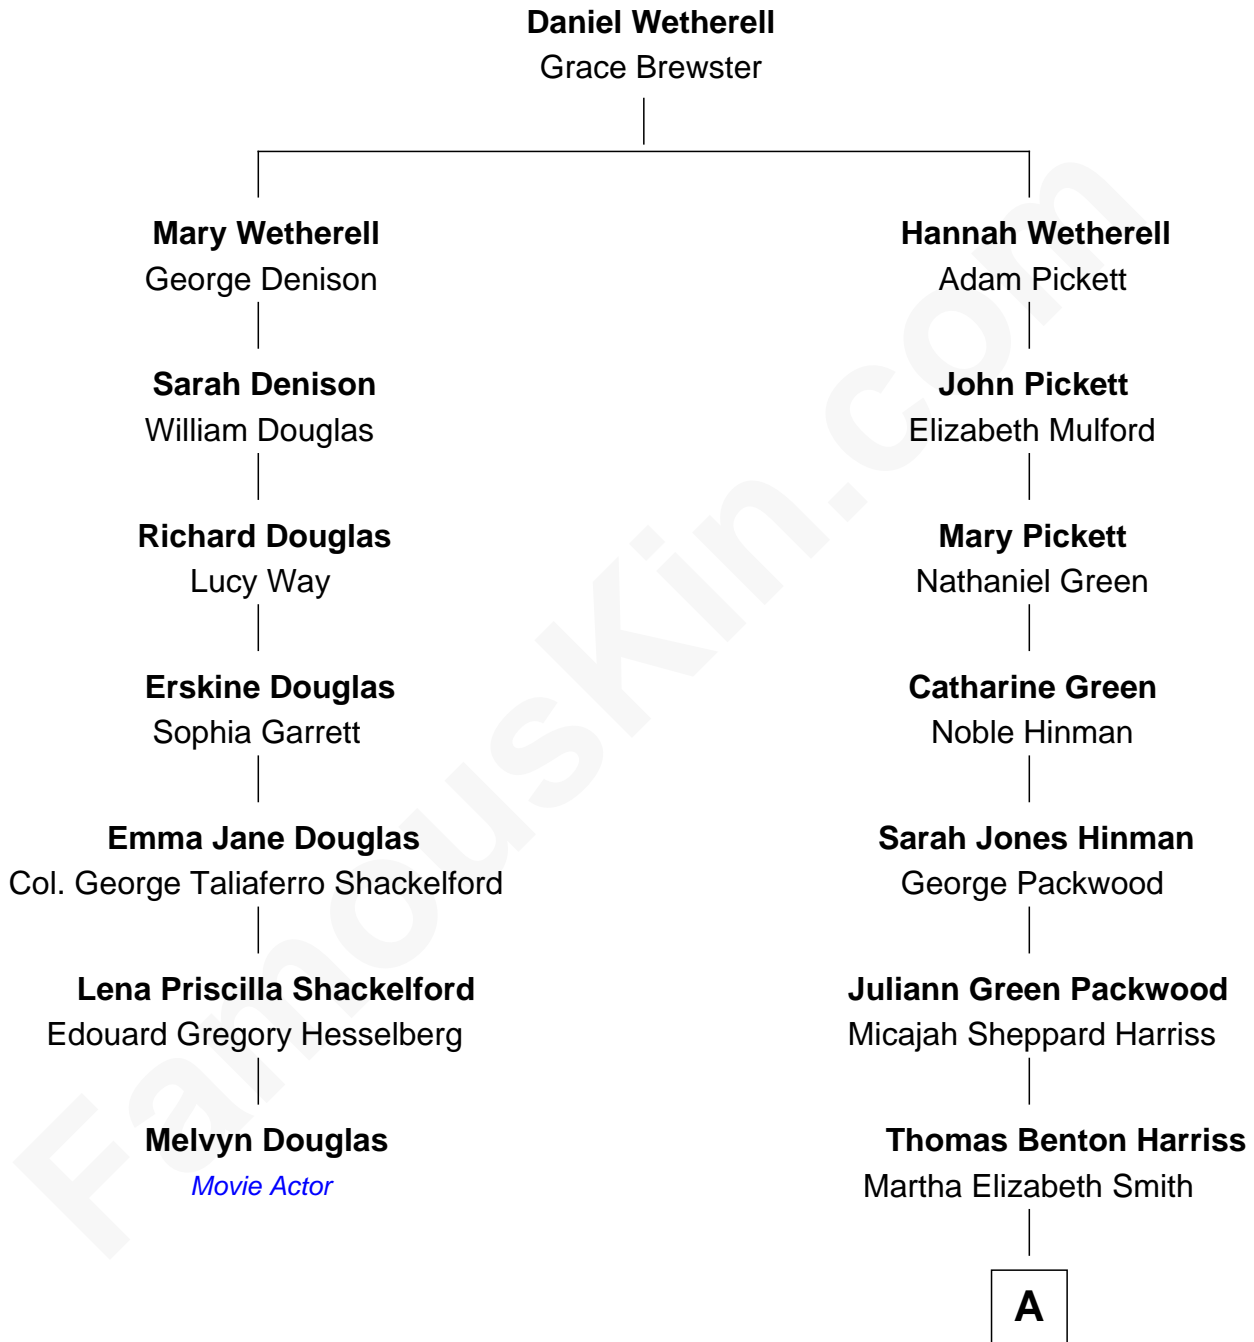 Daniel Wetherell
Grace Brewster
Mary Wetherell
George Denison
Hannah Wetherell
Adam Pickett
Sarah Denison
William Douglas
John Pickett
Elizabeth Mulford
Richard Douglas
Lucy Way
Mary Pickett
Nathaniel Green
Erskine Douglas
Sophia Garrett
Catharine Green
Noble Hinman
Emma Jane Douglas
Col. George Taliaferro Shackelford
Sarah Jones Hinman
George Packwood
Lena Priscilla Shackelford
Edouard Gregory Hesselberg
Juliann Green Packwood
Micajah Sheppard Harriss
Melvyn Douglas
Movie Actor
Thomas Benton Harriss
Martha Elizabeth Smith
A
FamousKin.com